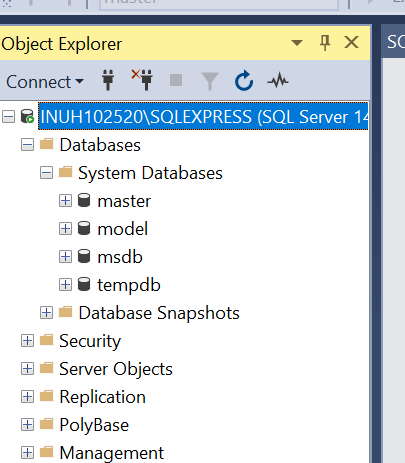 master
Object Explorer
SQ
Connect
INUH102520\SQLEXPRESS (SQL Server 14
Databases
System Databases
master
model
msdb
tempdb
Database Snapshots
Security
Server Objects
Replication
PolyBase
Management